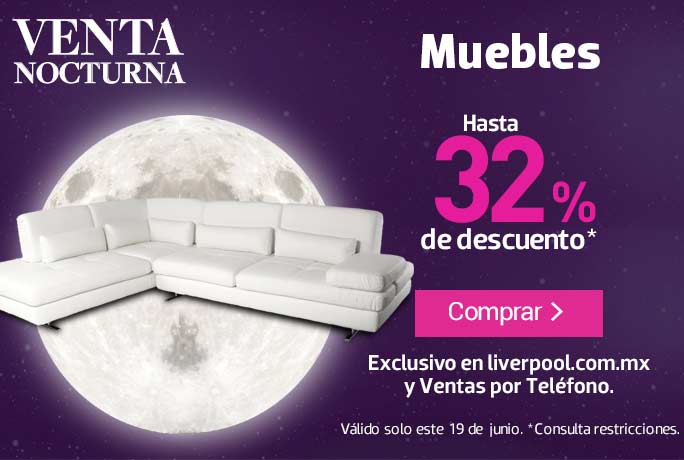 VENTA
NOCTURNA
Muebles
Hasta
32%
de descuento*
Comprar >
Exclusivo en liverpool.com.mx
y Ventas por Teléfono.
Válido solo este 19 de junio. *Consulta restricciones.